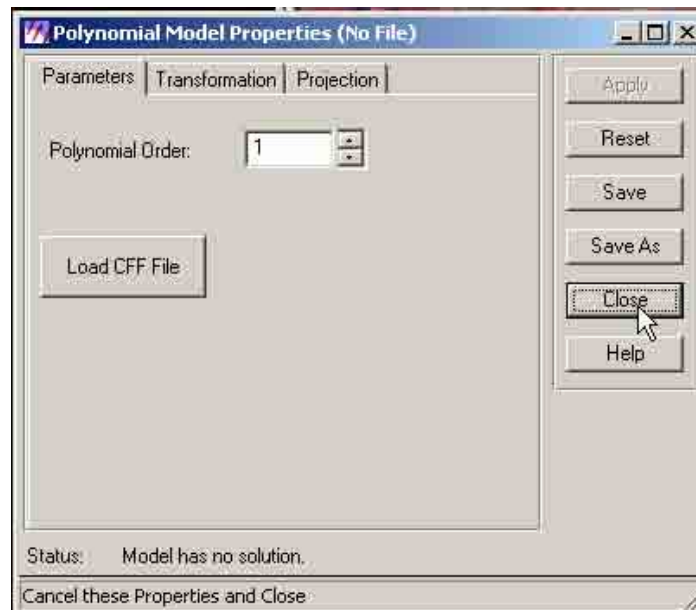 Polynomial Model Properties (No File)
Parameters Transformation Projection
Polynomial Order: 1
Load CFF File
Apply
Reset
Save
Save As
Close
Help
Status: Model has no solution.
Cancel these Properties and Close